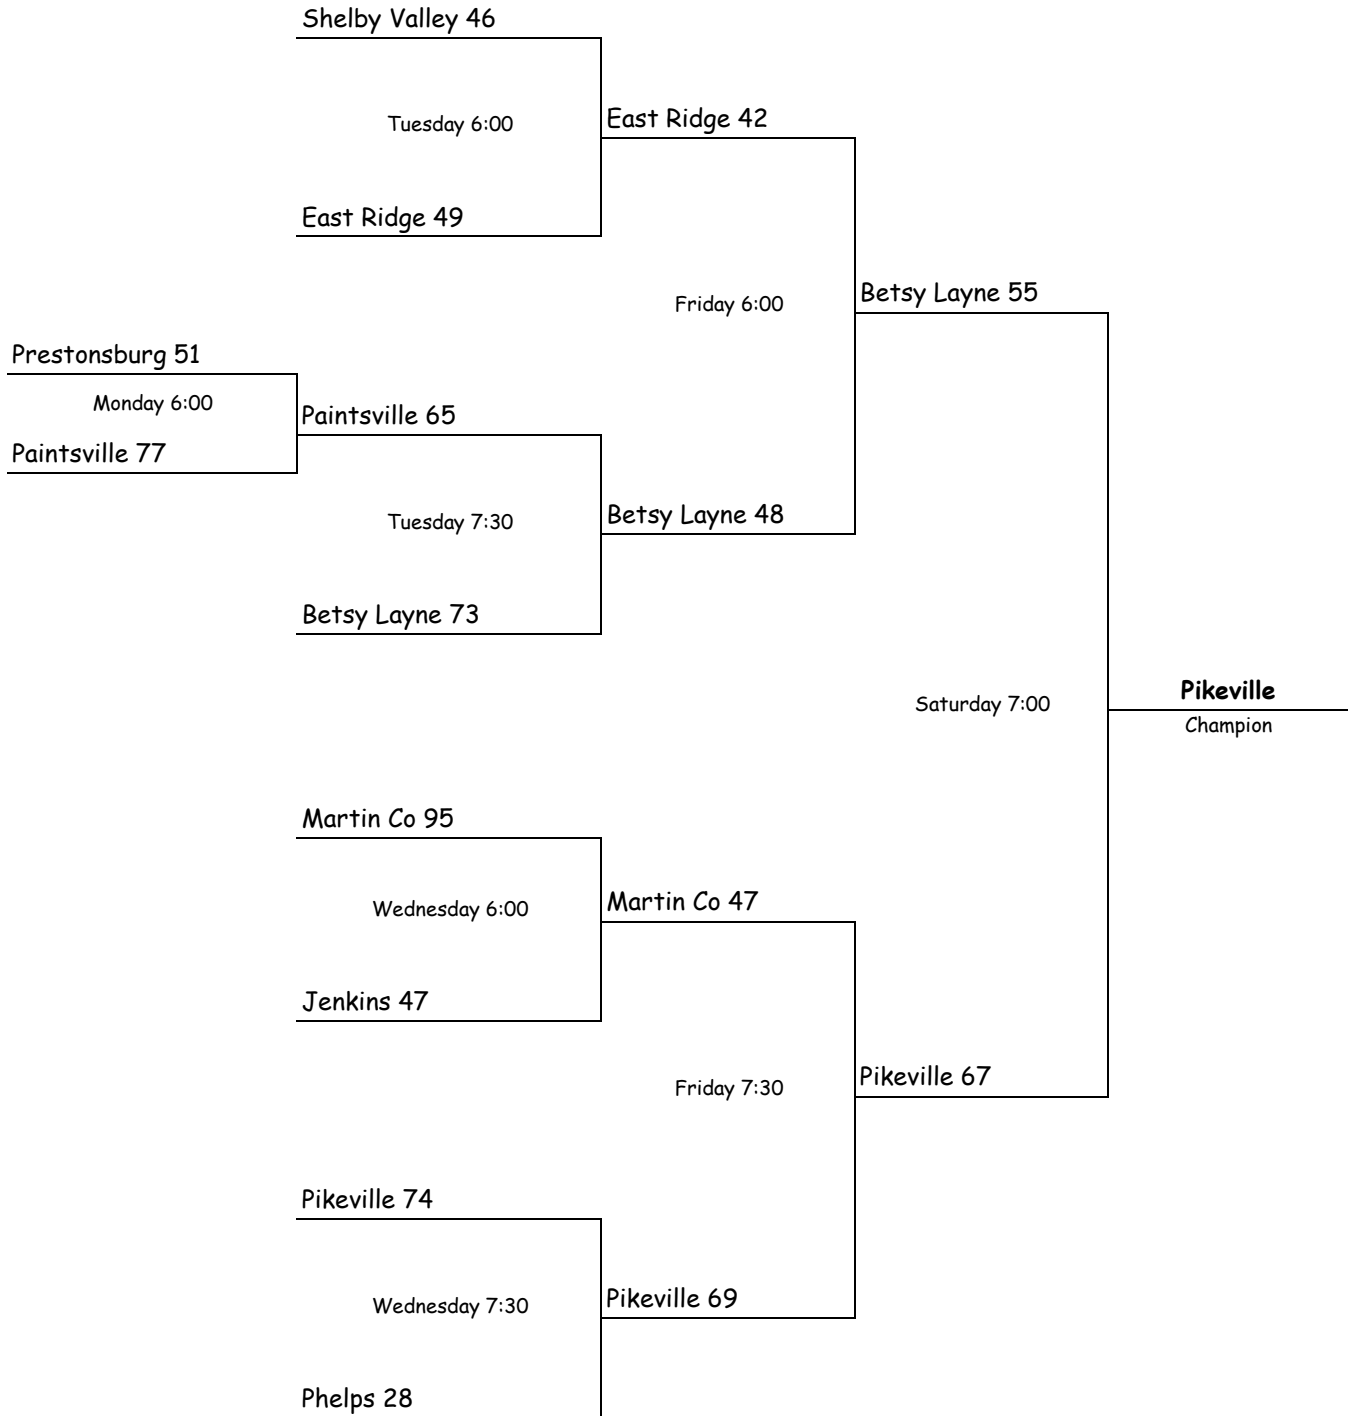 Shelby Valley 46
Tuesday 6:00
East Ridge 42
East Ridge 49
Friday 6:00
Betsy Layne 55
Prestonsburg 51
Monday 6:00
Paintsville 65
Paintsville 77
Tuesday 7:30
Betsy Layne 48
Betsy Layne 73
Saturday 7:00
Pikeville
Champion
Martin Co 95
Wednesday 6:00
Martin Co 47
Jenkins 47
Friday 7:30
Pikeville 67
Pikeville 74
Wednesday 7:30
Pikeville 69
Phelps 28